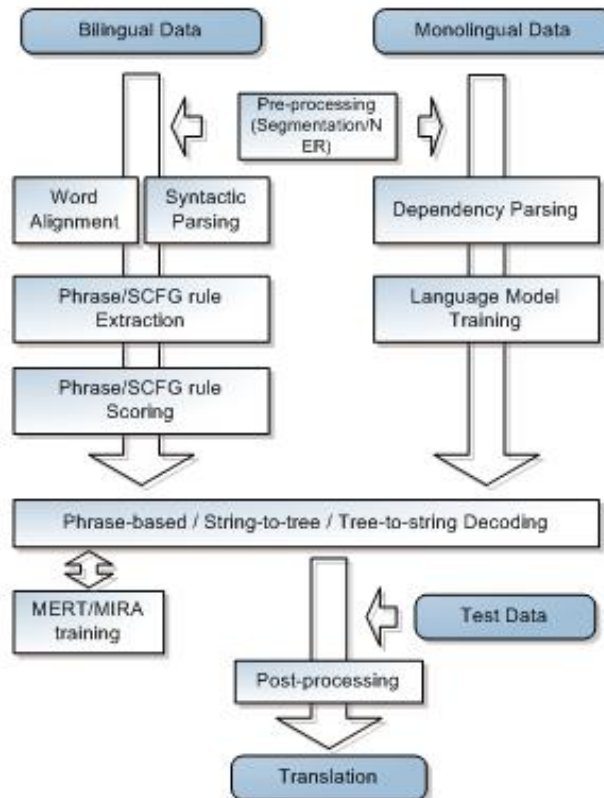 Bilingual Data
Monolingual Data
Pre-processing
(Segmentation/N
ER)
Word
Alignment
Syntactic
Parsing
Dependency Parsing
Phrase/SCFG rule
Extraction
Language Model
Training
Phrase/SCFG rule
Scoring
Phrase-based / String-to-tree / Tree-to-string Decoding
MERT/MIRA
training
Test Data
Post-processing
Translation